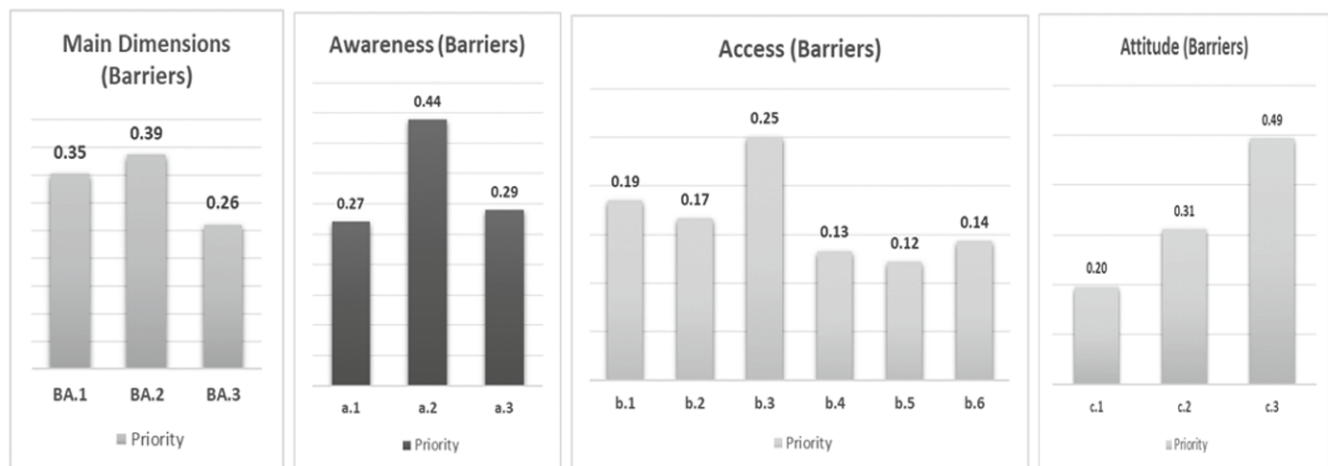 Main Dimensions
(Barriers)
0.35
0.39
0.26
BA.1 BA.2 BA.3
Priority
Awareness (Barriers)
0.27
0.44
0.29
a.1 a.2 a.3
Priority
Access (Barriers)
0.19
0.17
0.25
0.13
0.12
0.14
b.1 b.2 b.3 b.4 b.5 b.6
Priority
Attitude (Barriers)
0.20
0.31
0.49
c.1 c.2 c.3
Priority